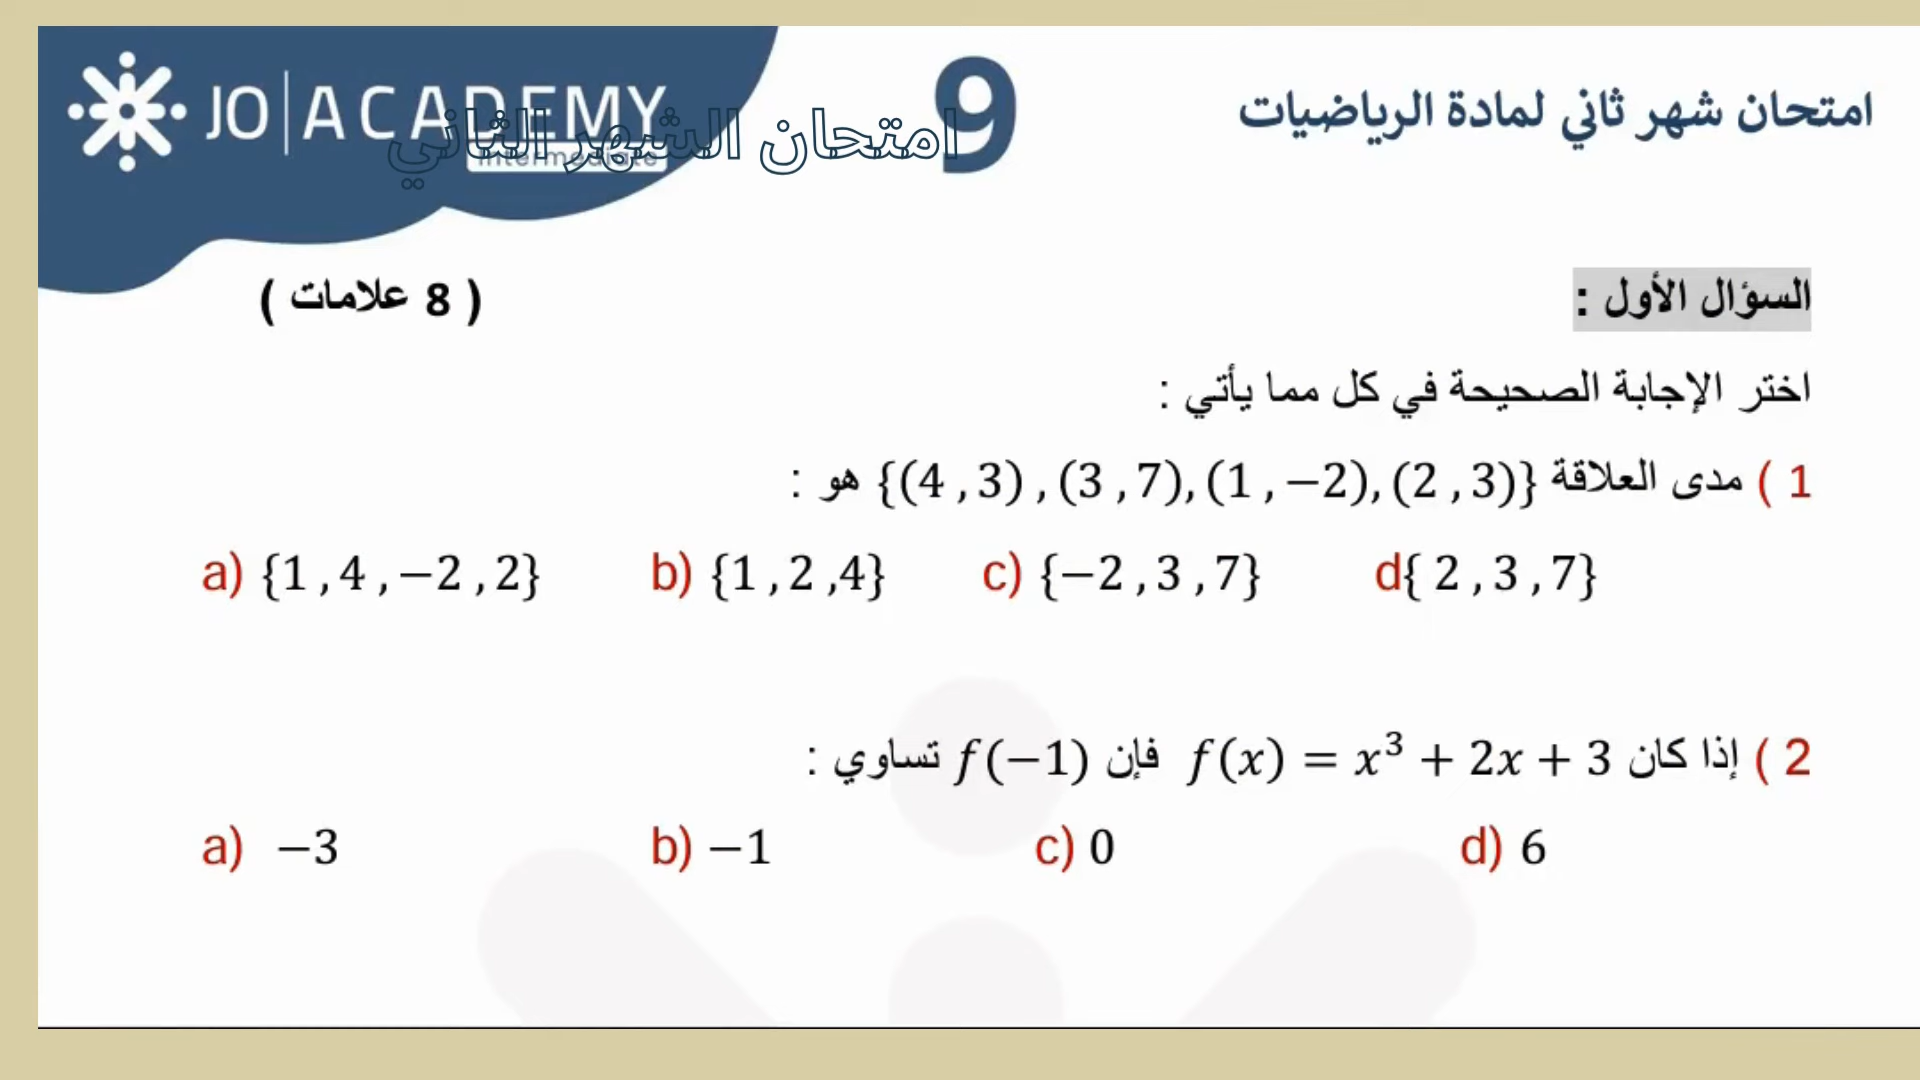 JO ACADEMY
Intermediate
امتحان الشهر الثاني
9
امتحان شهر ثاني لمادة الرياضيات
السؤال الأول : ( 8 علامات )
اختر الإجابة الصحيحة في كل مما يأتي :
1 ) مدى العلاقة {(4 , 3) , (3 , 7), (1 , −2), (2 , 3)} هو :
a) {1 , 4 , −2 , 2} b) {1 , 2 ,4} c) {−2 , 3 , 7} d{ 2 , 3 , 7}
2 ) إذا كان f(x) = x³ + 2x + 3 فإن f(−1) تساوي :
a) −3 b) −1 c) 0 d) 6